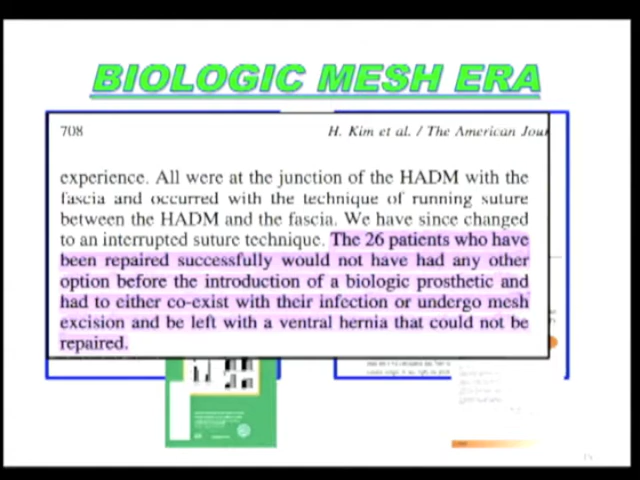 BIOLOGIC MESH ERA
708 H. Kim et al. / The American Jour
experience. All were at the junction of the HADM with the
fascia and occurred with the technique of running suture
between the HADM and the fascia. We have since changed
to an interrupted suture technique. The 26 patients who have
been repaired successfully would not have had any other
option before the introduction of a biologic prosthetic and
had to either co-exist with their infection or undergo mesh
excision and be left with a ventral hernia that could not be
repaired.